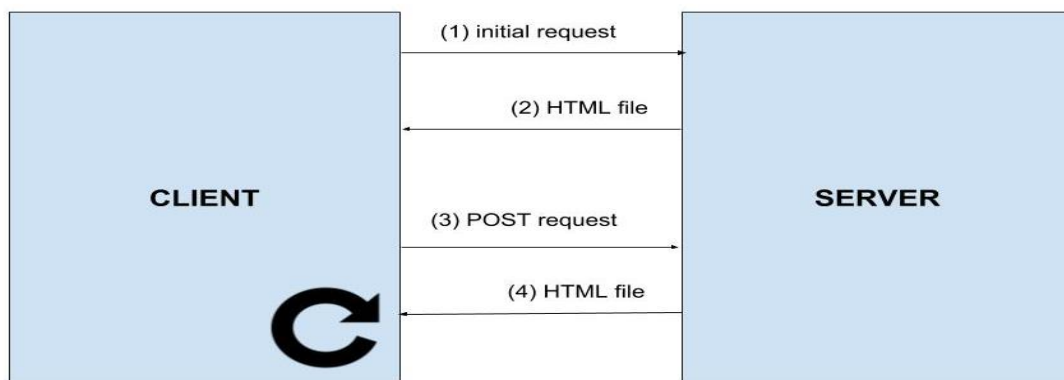 (1) initial request
(2) HTML file
CLIENT
SERVER
(3) POST request
(4) HTML file